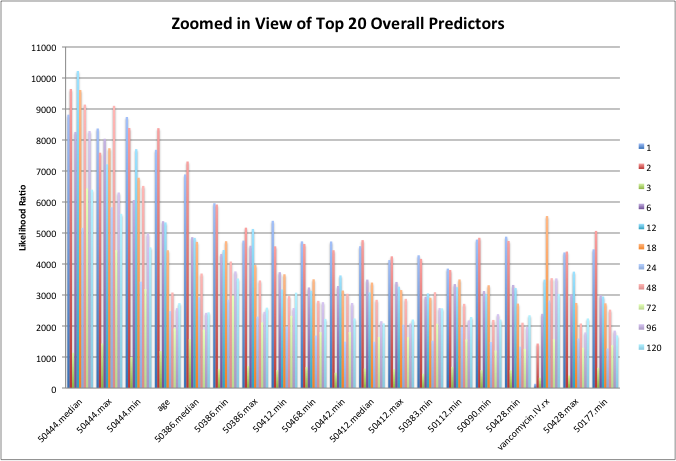 Zoomed in View of Top 20 Overall Predictors
Likelihood Ratio
11000
10000
9000
8000
7000
6000
5000
4000
3000
2000
1000
0
50444.median
50444.max
50444.min
age
50386.median
50386.min
50386.max
50412.min
50468.min
50442.min
50412.median
50412.max
50383.min
50112.min
50090.min
50428.min
vancomycin.IV.rx
50428.max
50177.min
1
2
3
6
12
18
24
48
72
96
120